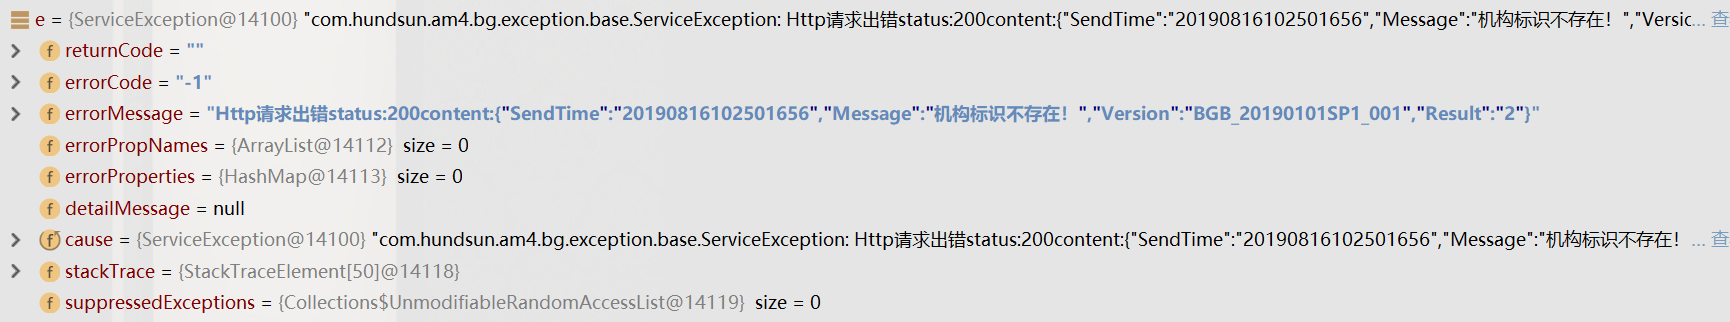 e = {ServiceException@14100} "com.hundsun.am4.bg.exception.base.ServiceException: Http请求出错status:200content:{"SendTime":"20190816102501656","Message":"机构标识不存在！","Versic... 查
f returnCode = ""
f errorCode = "-1"
f errorMessage = "Http请求出错status:200content:{"SendTime":"20190816102501656","Message":"机构标识不存在！","Version":"BGB_20190101SP1_001","Result":"2"}"
f errorPropNames = {ArrayList@14112} size = 0
f errorProperties = {HashMap@14113} size = 0
f detailMessage = null
f cause = {ServiceException@14100} "com.hundsun.am4.bg.exception.base.ServiceException: Http请求出错status:200content:{"SendTime":"20190816102501656","Message":"机构标识不存在！ ... 查
f stackTrace = {StackTraceElement[50]@14118}
f suppressedExceptions = {Collections$UnmodifiableRandomAccessList@14119} size = 0